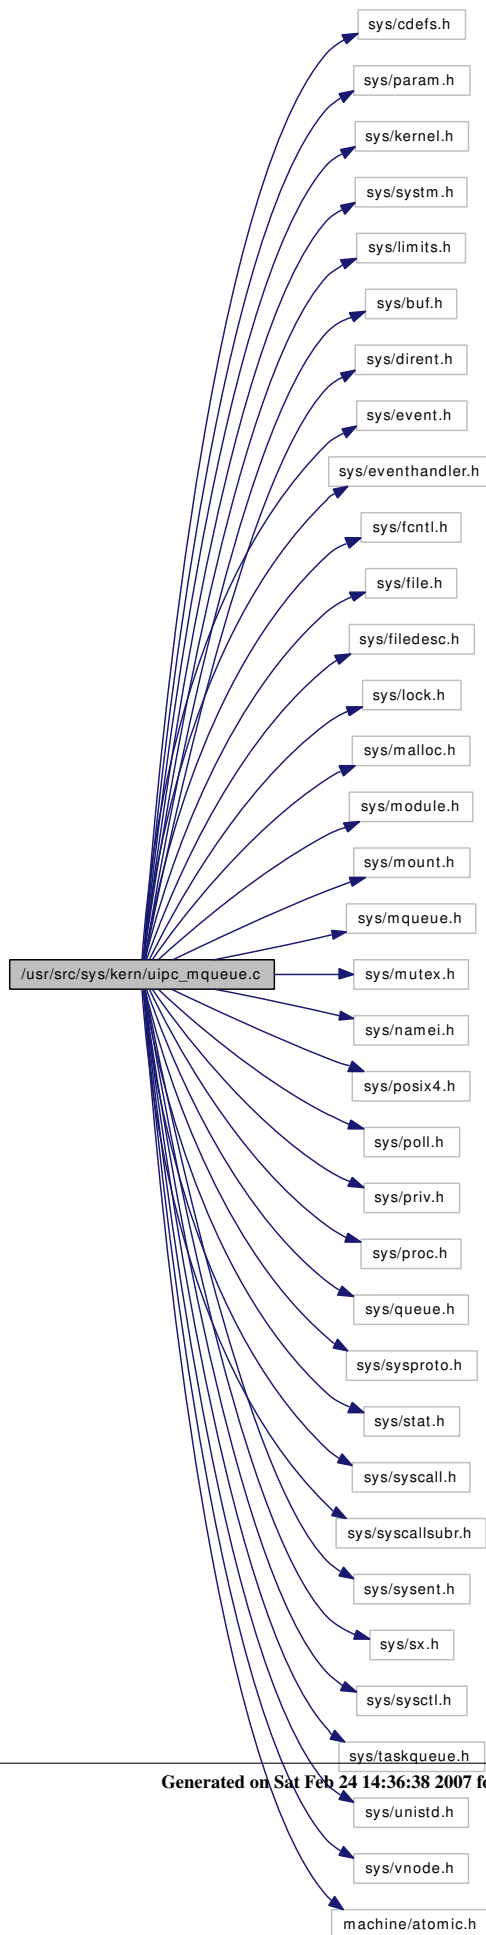 sys/cdefs.h
sys/param.h
sys/kernel.h
sys/systm.h
sys/limits.h
sys/buf.h
sys/dirent.h
sys/event.h
sys/eventhandler.h
sys/fcntl.h
sys/file.h
sys/filedesc.h
sys/lock.h
sys/malloc.h
sys/module.h
sys/mount.h
sys/mqueue.h
/usr/src/sys/kern/uipc_mqueue.c
sys/mutex.h
sys/namei.h
sys/posix4.h
sys/poll.h
sys/priv.h
sys/proc.h
sys/queue.h
sys/sysproto.h
sys/stat.h
sys/syscall.h
sys/syscallsubr.h
sys/sysent.h
sys/sx.h
sys/sysctl.h
sys/taskqueue.h
Generated on Sat Feb 24 14:36:38 2007 fo
sys/unistd.h
sys/vnode.h
machine/atomic.h